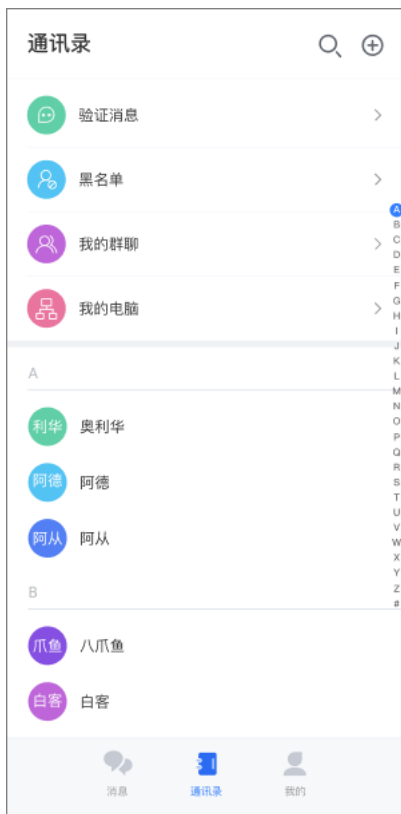 通讯录
验证消息
黑名单
我的群聊
我的电脑
A
B
C
D
E
F
G
H
I
J
K
L
M
N
O
P
Q
R
S
T
U
V
W
X
Y
Z
#
A
利华 奥利华
阿德 阿德
阿从 阿从
B
爪鱼 八爪鱼
白客 白客
消息 通讯录 我的